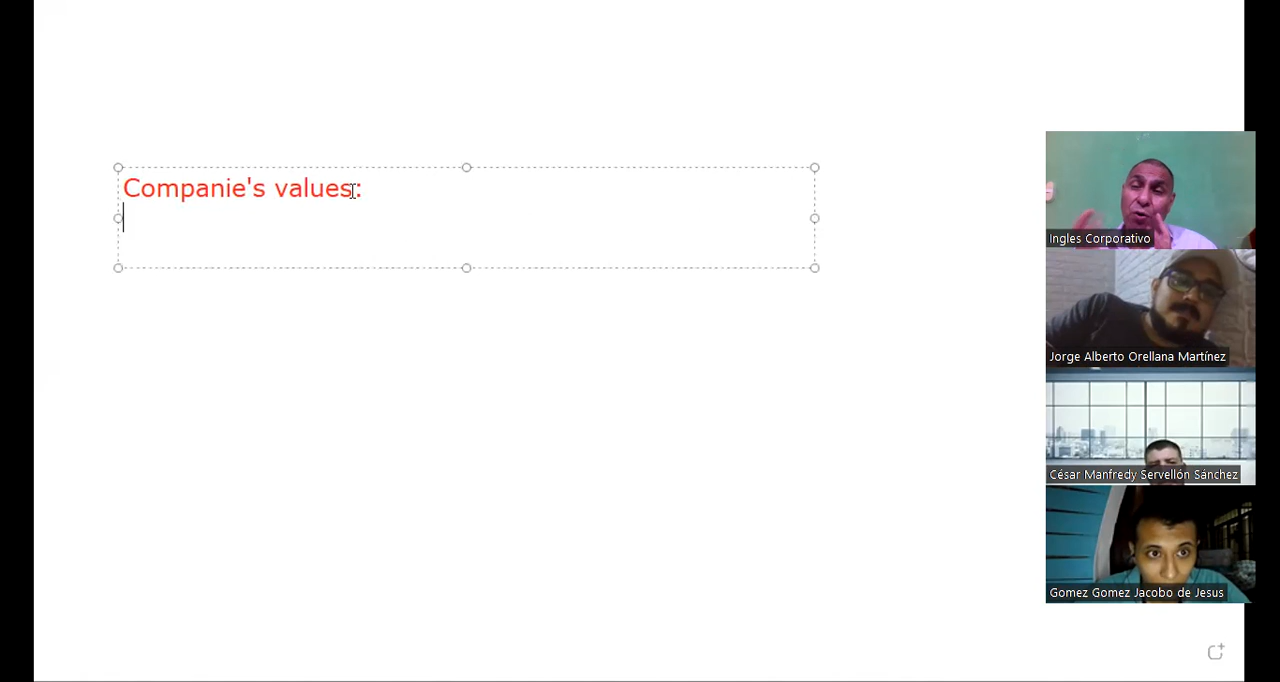 Companie's values:
Ingles Corporativo
Jorge Alberto Orellana Martínez
César Manfredy Servellón Sánchez
Gomez Gomez Jacobo de Jesus